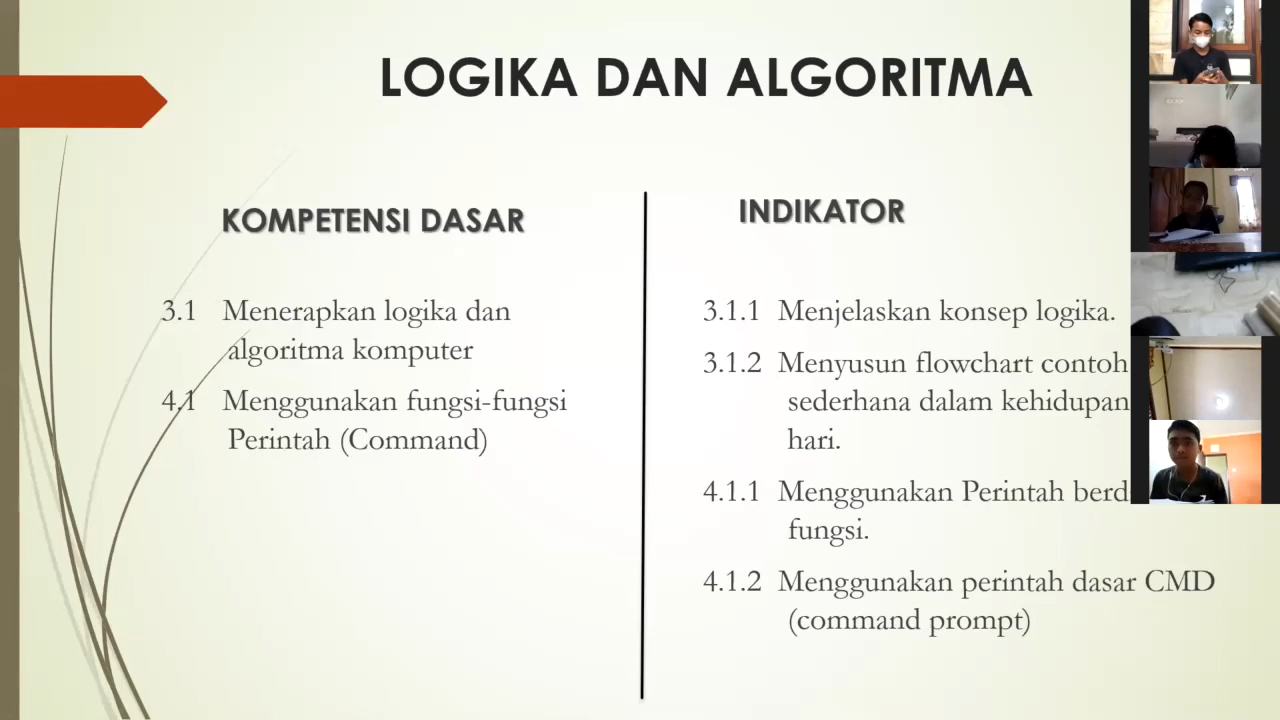 LOGIKA DAN ALGORITMA
KOMPETENSI DASAR
3.1 Menerapkan logika dan
algoritma komputer
4.1 Menggunakan fungsi-fungsi
Perintah (Command)
INDIKATOR
3.1.1 Menjelaskan konsep logika.
3.1.2 Menyusun flowchart contoh
sederhana dalam kehidupan
hari.
4.1.1 Menggunakan Perintah
fungsi.
4.1.2 Menggunakan perintah dasar CMD
(command prompt)